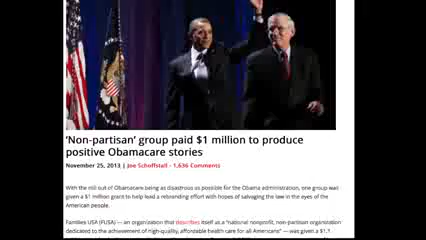 ‘Non-partisan’ group paid $1 million to produce
positive Obamacare stories
November 25, 2013 | Joe Schoffstall - 1,636 Comments
With the roll out of Obamacare being as disastrous as possible for the Obama administration, one group was
given a $1 million grant to help lead a rebranding effort with hopes of salvaging the law in the eyes of the
American people.
Families USA (FUSA) — an organization that describes itself as a "national nonprofit, non-partisan organization
dedicated to the achievement of high-quality, affordable health care for all Americans" — was given a $1.1